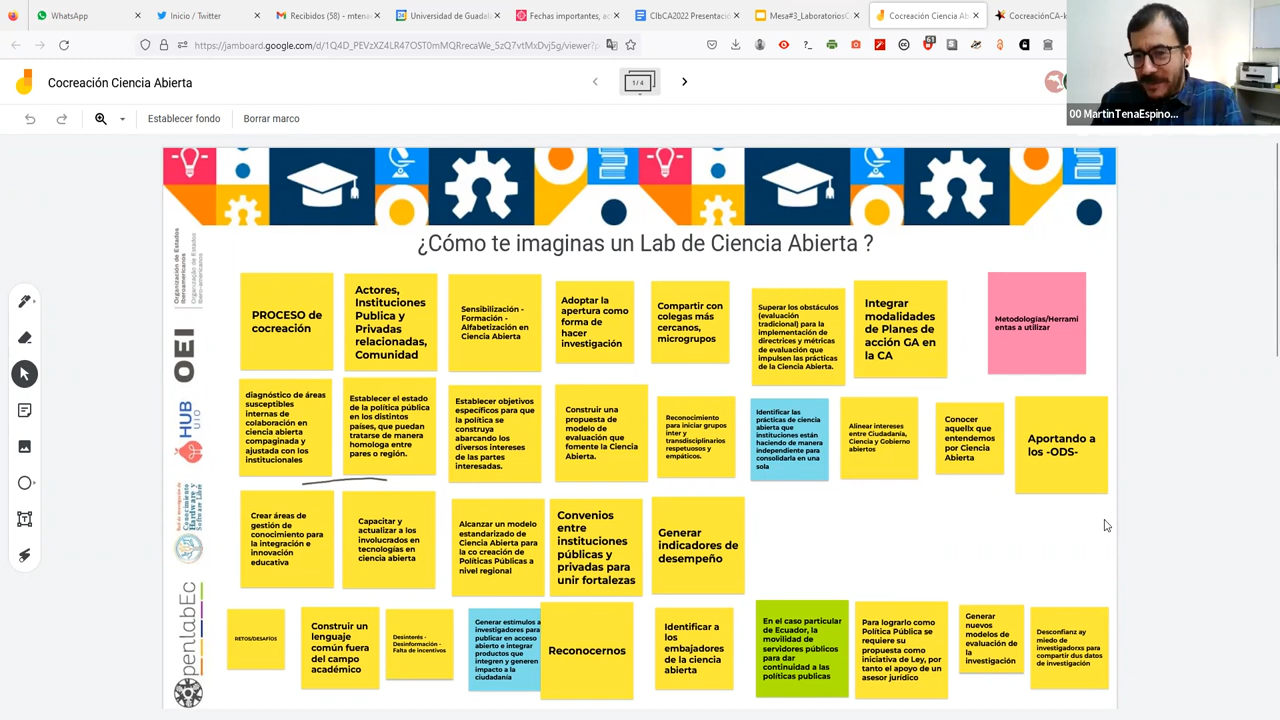 WhatsApp
Inicio / Twitter
Recibidos (58) - mtena
Universidad de Guadal
Fechas importantes, ac
CIbCA2022 Presentació
Mesa#3_LaboratoriosC
Cocreación Ciencia Ab
CocreaciónCA-k
https://jamboard.google.com/d/1Q4D_PEVzXZ4LR47OST0mMQRrecaWe_SzQ7vtMxDvj5g/viewer?
61
Cocreación Ciencia Abierta
1/4
00 MartinTenaEspino...
Establecer fondo
Borrar marco
¿Cómo te imaginas un Lab de Ciencia Abierta ?
Organización de Estados
Iberoamericanos
OEI
HUB
openlabEc
PROCESO de
cocreación
Actores,
Instituciones
Publica y
Privadas
relacionadas,
Comunidad
Sensibilización -
Formación -
Alfabetización en
Ciencia Abierta
Adoptar la
apertura como
forma de
hacer
investigación
Compartir con
colegas más
cercanos,
microgrupos
Superar los obstáculos
(evaluación
tradicional) para la
implementación de
directrices y métricas
de evaluación que
impulsen las prácticas
de la Ciencia Abierta.
Integrar
modalidades
de Planes de
acción GA en
la CA
Metodologías/Herrami
entas a utilizar
diagnóstico de áreas
susceptibles
internas de
colaboración en
ciencia abierta
compaginada y
ajustada con los
institucionales
Establecer el estado
de la política pública
en los distintos
países, que puedan
tratarse de manera
homologa entre
pares o región.
Establecer objetivos
específicos para que
la política se
construya
abarcando los
diversos intereses
de las partes
interesadas.
Construir una
propuesta de
modelo de
evaluación que
fomente la Ciencia
Abierta.
Reconocimiento
para iniciar grupos
inter y
transdisciplinarios
respetuosos y
empáticos.
Identificar las
prácticas de ciencia
abierta que
instituciones están
haciendo de manera
independiente para
consolidarla en una
sola
Alinear intereses
entre Ciudadanía,
Ciencia y Gobierno
abiertos
Conocer
aquellx que
entendemos
por Ciencia
Abierta
Aportando a
los -ODS-
Crear áreas de
gestión de
conocimiento para
la integración e
innovación
educativa
Capacitar y
actualizar a los
involucrados en
tecnologías en
ciencia abierta
Alcanzar un modelo
estandarizado de
Ciencia Abierta para
la co creación de
Políticas Públicas a
nivel regional
Convenios
entre
instituciones
públicas y
privadas para
unir fortalezas
Generar
indicadores de
desempeño
RETOS/DESAFÍOS
Construir un
lenguaje
común fuera
del campo
académico
Desinterés -
Desinformación -
Falta de incentivos
Generar estímulos a
investigadores para
publicar en acceso
abierto e integrar
productos que
integren y generen
impacto a la
ciudadanía
Reconocernos
Identificar a
los
embajadores
de la ciencia
abierta
En el caso particular
de Ecuador, la
movilidad de
servidores públicos
para dar
continuidad a las
políticas publicas
Para lograrlo como
Política Pública se
requiere su
propuesta como
iniciativa de Ley, por
tanto el apoyo de un
asesor jurídico
Generar
nuevos
modelos de
evaluación de
la
investigación
Desconfianz ay
miedo de
investigadorxs para
compartir dus datos
de investigación